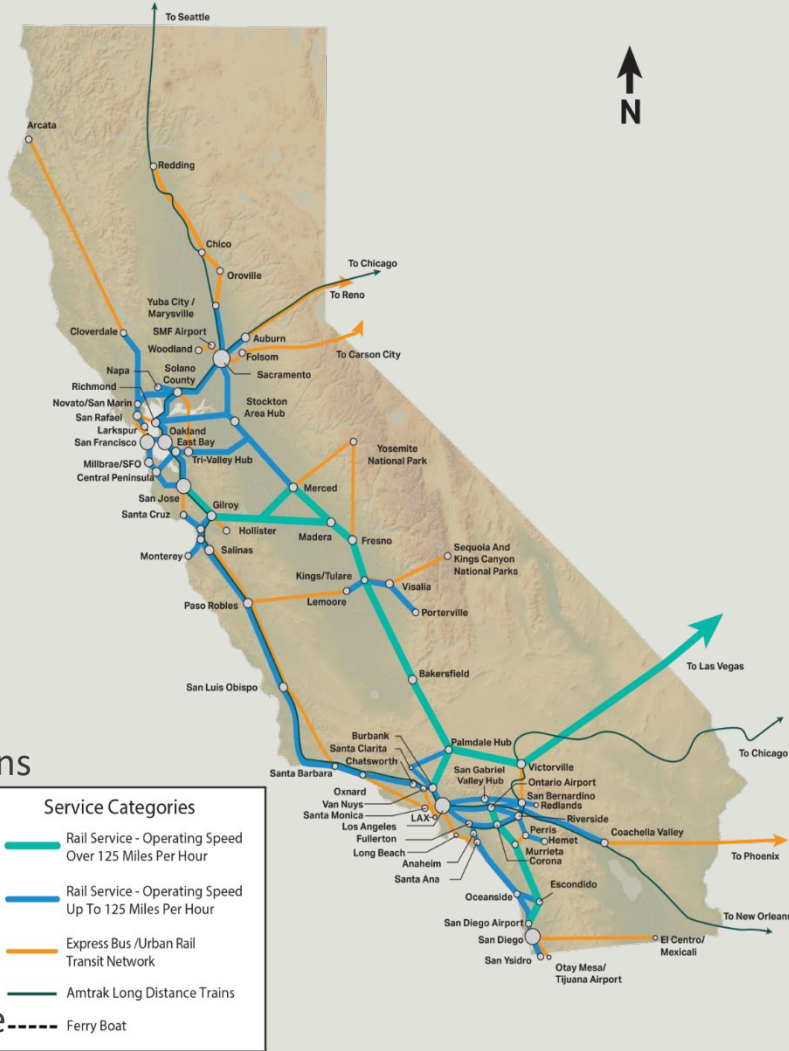 To Seattle
N
Arcata
Redding
Chico
Oroville
To Chicago
To Reno
Yuba City /
Marysville
SMF Airport
Woodland
Auburn
Folsom
To Carson City
Cloverdale
Sacramento
Napa
Solano
County
Richmond
Novato/San Marin
San Rafael
Larkspur
San Francisco
Oakland
East Bay
Stockton
Area Hub
Tri-Valley Hub
Millbrae/SFO
Central Peninsula
Yosemite
National Park
San Jose
Merced
Santa Cruz
Gilroy
Hollister
Madera
Fresno
Monterey
Salinas
Sequoia And
Kings Canyon
National Parks
Kings/Tulare
Visalia
Lemoore
Porterville
Paso Robles
Bakersfield
To Las Vegas
San Luis Obispo
Burbank
Palmdale Hub
Santa Clarita
Chatsworth
Victorville
To Chicago
Santa Barbara
San Gabriel
Valley Hub
Ontario Airport
Oxnard
Van Nuys
San Bernardino
Redlands
Santa Monica
LAX
Los Angeles
Riverside
Fullerton
Perris
Hemet
Coachella Valley
Long Beach
Murrieta
To Phoenix
Anaheim
Corona
Santa Ana
Escondido
Oceanside
To New Orleans
San Diego Airport
San Diego
El Centro/
Mexicali
San Ysidro
Otay Mesa/
Tijuana Airport
ns
Service Categories
Rail Service - Operating Speed
Over 125 Miles Per Hour
Rail Service - Operating Speed
Up To 125 Miles Per Hour
Express Bus /Urban Rail
Transit Network
Amtrak Long Distance Trains
e
Ferry Boat